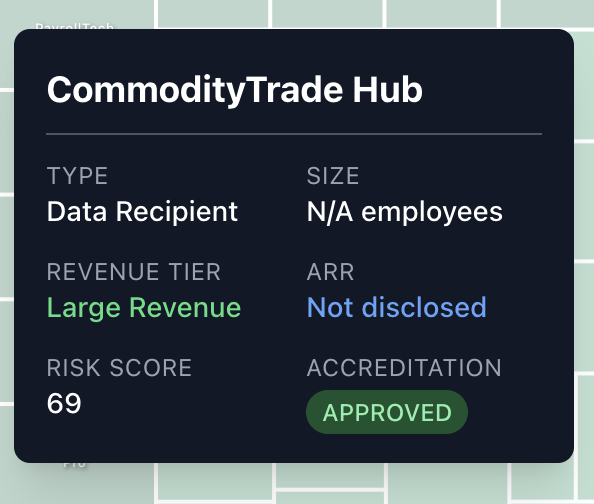 PayrollTech
CommodityTrade Hub
TYPE
Data Recipient
SIZE
N/A employees
REVENUE TIER
Large Revenue
ARR
Not disclosed
RISK SCORE
69
ACCREDITATION
APPROVED
Pro